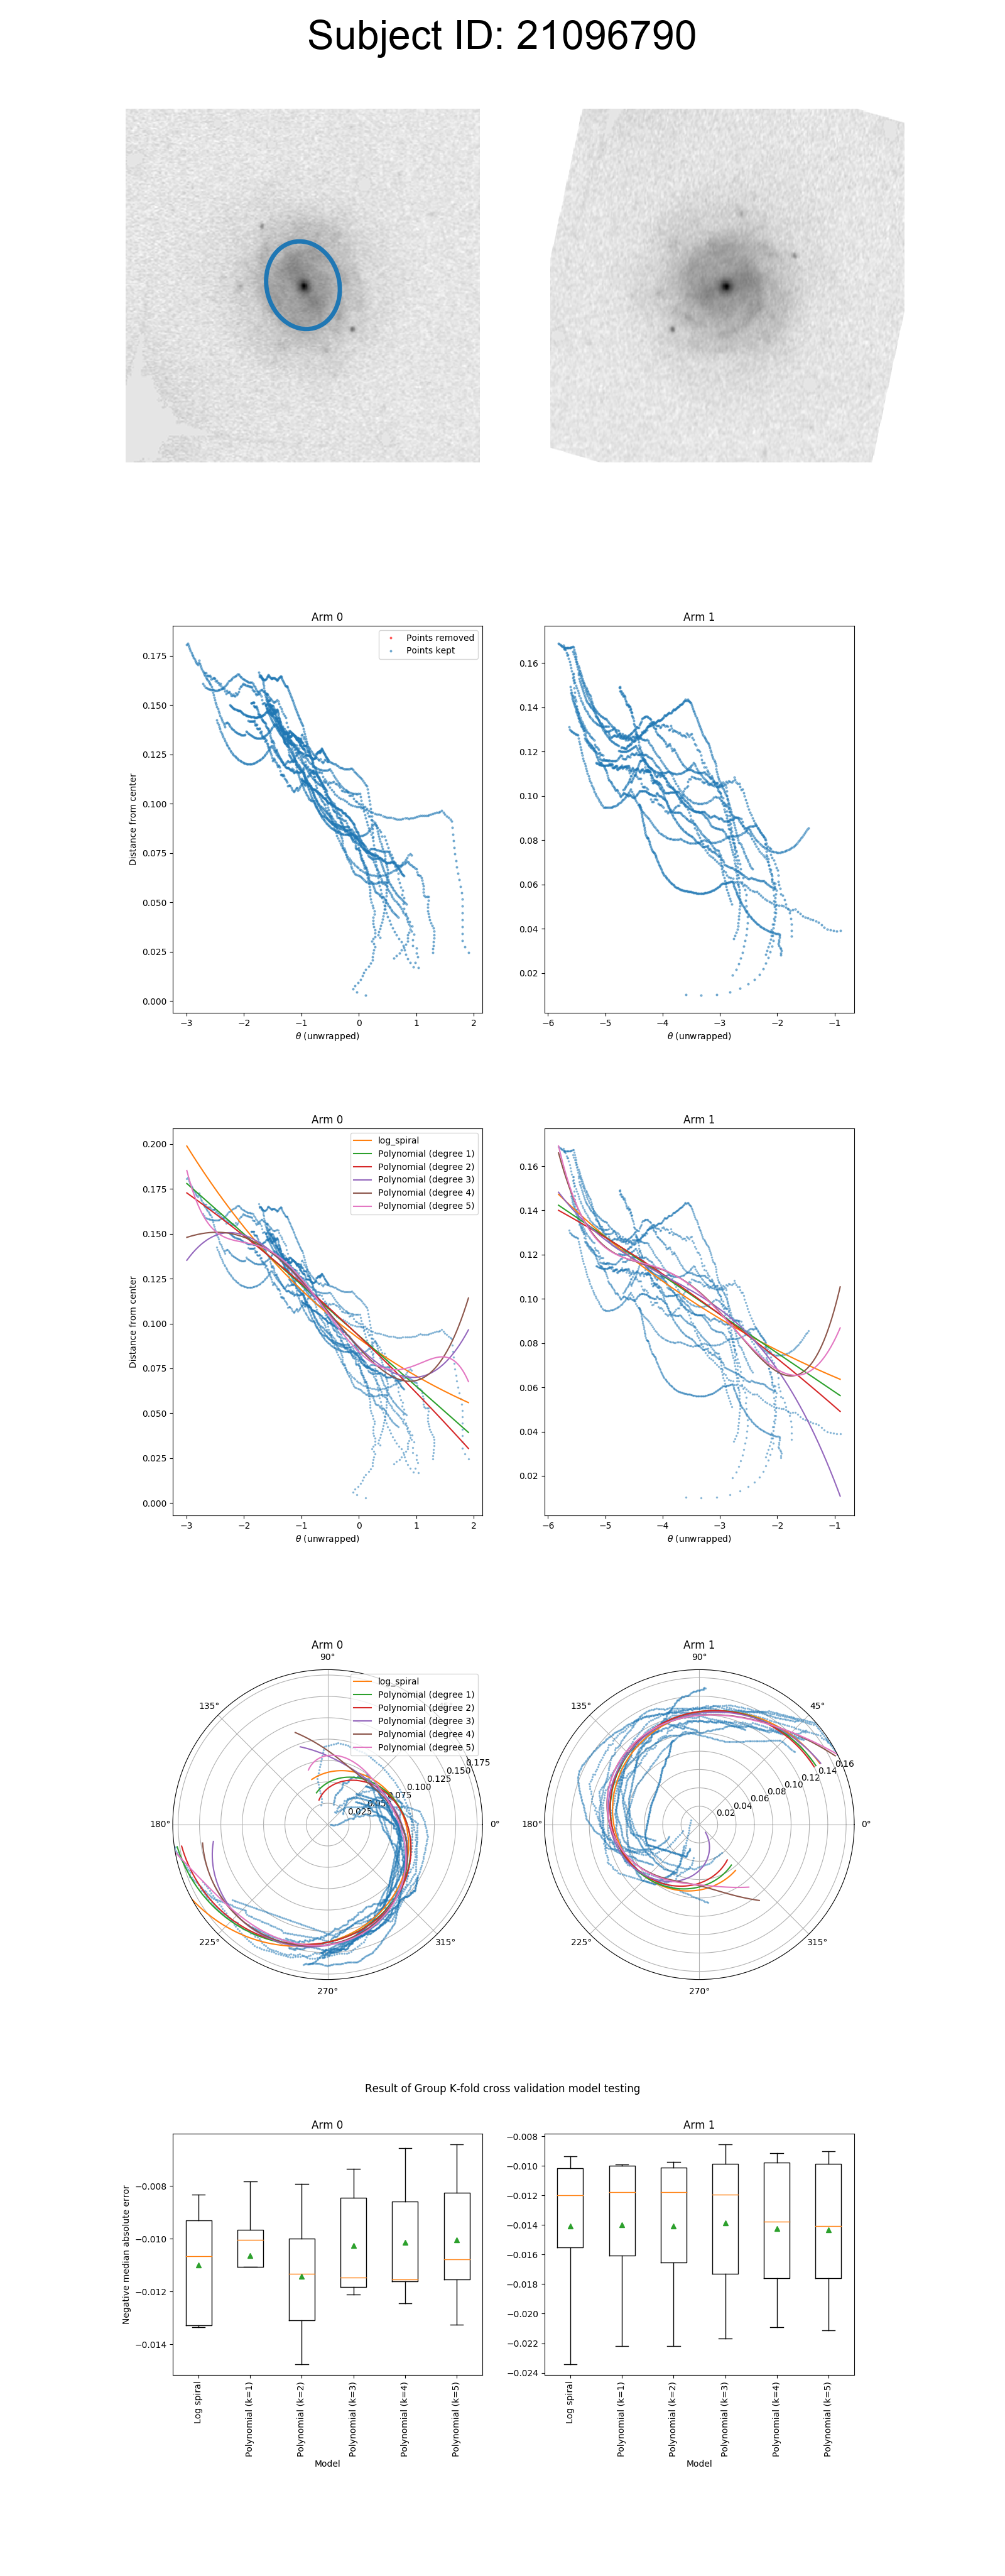 Subject ID: 21096790
Arm 0
Arm 1
Points removed
Points kept
0.175
0.150
0.125
0.100
0.075
0.050
0.025
0.000
Distance from center
−3 −2 −1 0 1 2
θ (unwrapped)
0.16
0.14
0.12
0.10
0.08
0.06
0.04
0.02
−6 −5 −4 −3 −2 −1
θ (unwrapped)
Arm 0
Arm 1
log_spiral
Polynomial (degree 1)
Polynomial (degree 2)
Polynomial (degree 3)
Polynomial (degree 4)
Polynomial (degree 5)
0.200
0.175
0.150
0.125
0.100
0.075
0.050
0.025
0.000
Distance from center
−3 −2 −1 0 1 2
θ (unwrapped)
0.16
0.14
0.12
0.10
0.08
0.06
0.04
0.02
−6 −5 −4 −3 −2 −1
θ (unwrapped)
Arm 0
90°
135°
180°
225°
270°
315°
0°
log_spiral
Polynomial (degree 1)
Polynomial (degree 2)
Polynomial (degree 3)
Polynomial (degree 4)
Polynomial (degree 5)
0.175
0.150
0.125
0.100
0.075
0.025
Arm 1
90°
45°
135°
180°
225°
270°
315°
0°
0.16
0.14
0.12
0.10
0.08
0.06
0.04
0.02
Result of Group K-fold cross validation model testing
Arm 0
Arm 1
−0.008
−0.010
−0.012
−0.014
Negative median absolute error
Log spiral
Polynomial (k=1)
Polynomial (k=2)
Polynomial (k=3)
Polynomial (k=4)
Polynomial (k=5)
Model
−0.008
−0.010
−0.012
−0.014
−0.016
−0.018
−0.020
−0.022
−0.024
Log spiral
Polynomial (k=1)
Polynomial (k=2)
Polynomial (k=3)
Polynomial (k=4)
Polynomial (k=5)
Model